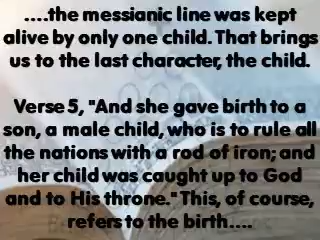 ....the messianic line was kept
alive by only one child. That brings
us to the last character, the child.
Verse 5, "And she gave birth to a
son, a male child, who is to rule all
the nations with a rod of iron; and
her child was caught up to God
and to His throne." This, of course,
refers to the birth....